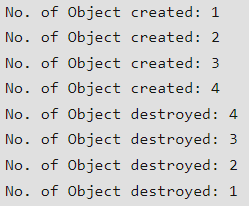 No. of Object created: 1
No. of Object created: 2
No. of Object created: 3
No. of Object created: 4
No. of Object destroyed: 4
No. of Object destroyed: 3
No. of Object destroyed: 2
No. of Object destroyed: 1